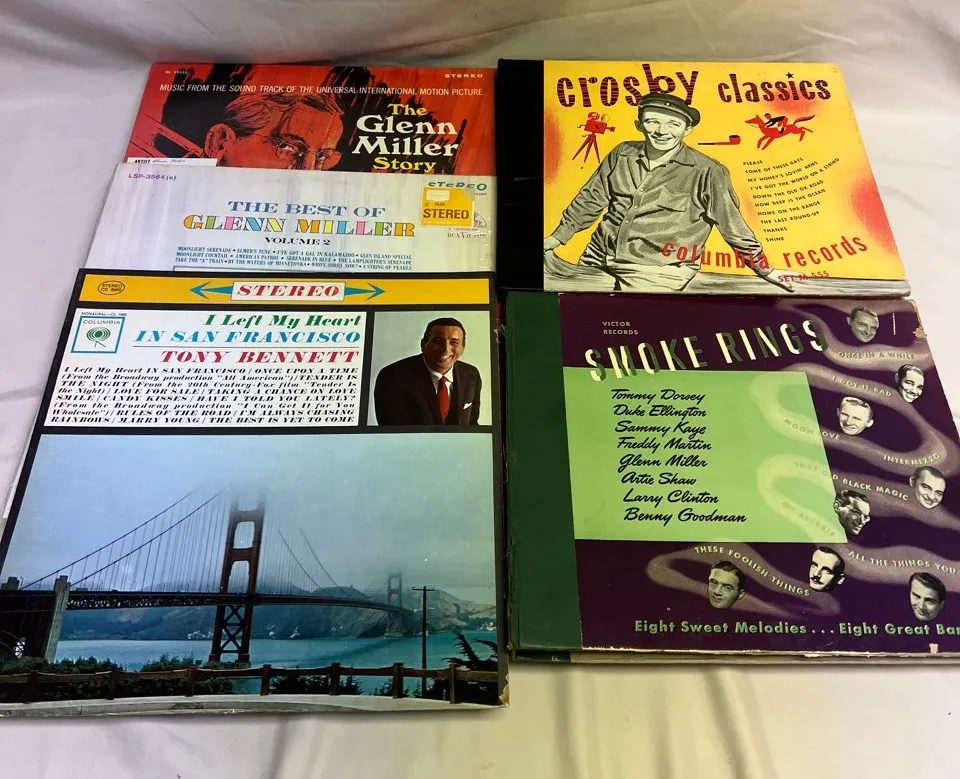 STEREO
MUSIC FROM THE SOUND TRACK OF THE UNIVERSAL-INTERNATIONAL MOTION PICTURE
The
Glenn
Miller
Story
ARTIST
LSP-3564 (e)
STEREO
STEREO
THE BEST OF
GLENN MILLER
VOLUME 2
RCA VICTOR
MOONLIGHT SERENADE • ELMER'S TUNE • I'VE GOT A GAL IN KALAMAZOO • GLEN ISLAND SPECIAL
MOONLIGHT COCKTAIL • AMERICAN PATROL • SERENADE IN BLUE • THE LAMPLIGHTER'S SERENADE
TAKE THE "A" TRAIN • BY THE WATERS OF MINNETONKA • WHO'S SORRY NOW? • A STRING OF PEARLS
STEREO
STEREO
MONAURAL-CL 1869
COLUMBIA
I Left My Heart
IN SAN FRANCISCO
TONY BENNETT
I Left My Heart IN SAN FRANCISCO/ONCE UPON A TIME
(From the Broadway production "All American")/TENDER IS
THE NIGHT (From the 20th Century-Fox film "Tender Is
the Night)/LOVE FOR SALE/TAKING A CHANCE ON LOVE
SMILE/CANDY KISSES/HAVE I TOLD YOU LATELY?
(From the Broadway production "I Can Get It For You
Wholesale")/RULES OF THE ROAD/I'M ALWAYS CHASING
RAINBOWS/MARRY YOUNG/THE BEST IS YET TO COME
crosby classics
PLEASE
SOME OF THESE DAYS
MY HONEY'S LOVIN' ARMS
I'VE GOT THE WORLD ON A STRING
DOWN THE OLD OX ROAD
HOW DEEP IS THE OCEAN
HOME ON THE RANGE
THE LAST ROUND-UP
THANKS
SHINE
columbia records
SET M-555
VICTOR
RECORDS
SMOKE RINGS
Tommy Dorsey
Duke Ellington
Sammy Kaye
Freddy Martin
Glenn Miller
Artie Shaw
Larry Clinton
Benny Goodman
ONCE IN A WHILE
I GOT IT BAD
MOON LOVE
INTERMEZZO
THAT OLD BLACK MAGIC
MY REVERIE
THESE FOOLISH THINGS
ALL THE THINGS YOU
Eight Sweet Melodies... Eight Great Ban